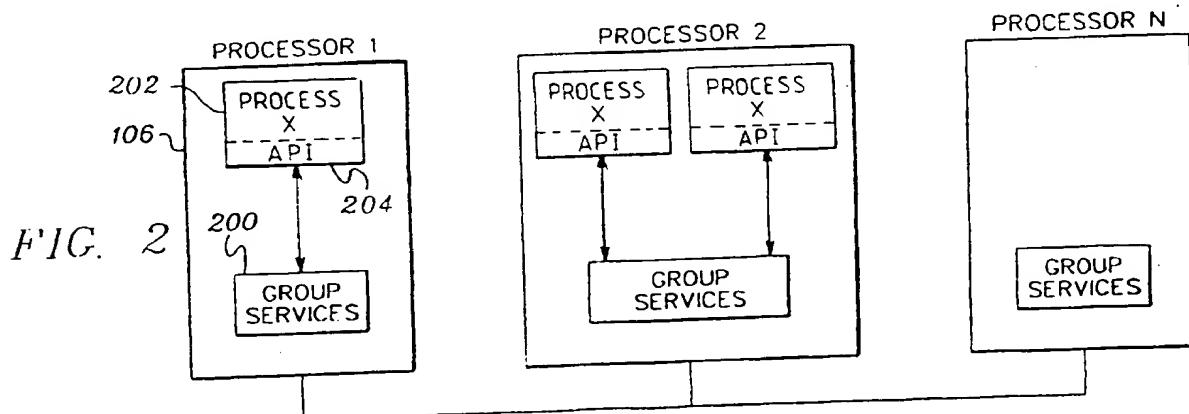 PROCESSOR 1
PROCESSOR 2
PROCESSOR N
202
PROCESS
X
API
PROCESS
X
API
PROCESS
X
API
106
204
FIG. 2
200
GROUP
SERVICES
GROUP
SERVICES
GROUP
SERVICES